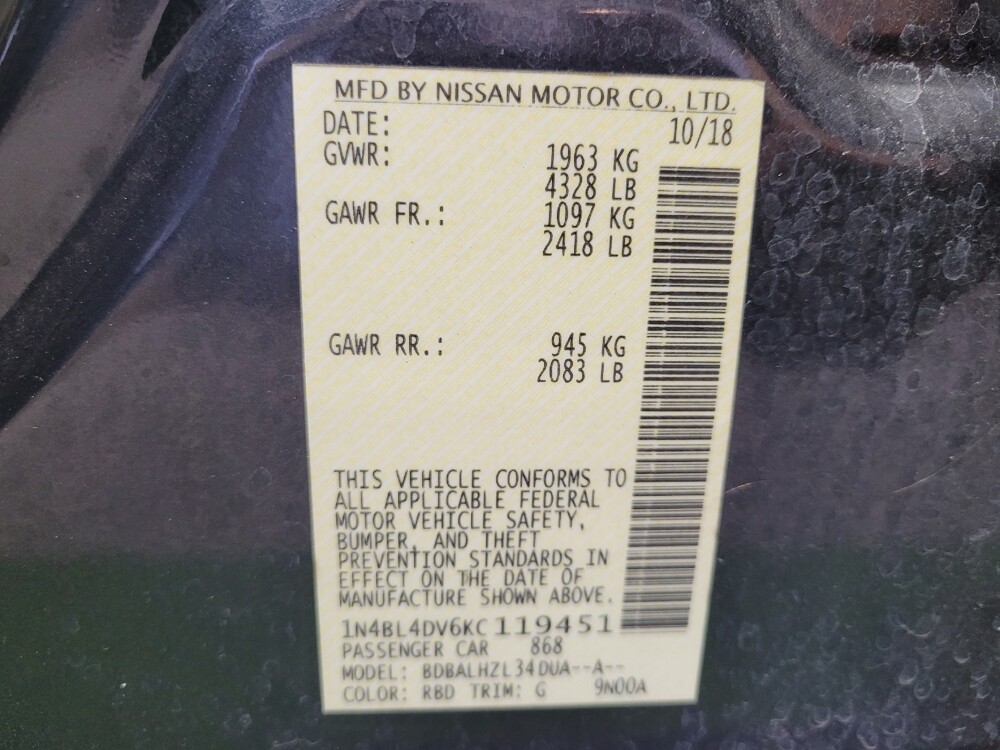 MFD BY NISSAN MOTOR CO., LTD.
DATE: 10/18
GVWR: 1963 KG
4328 LB
GAWR FR.: 1097 KG
2418 LB
GAWR RR.: 945 KG
2083 LB
THIS VEHICLE CONFORMS TO
ALL APPLICABLE FEDERAL
MOTOR VEHICLE SAFETY,
BUMPER, AND THEFT
PREVENTION STANDARDS IN
EFFECT ON THE DATE OF
MANUFACTURE SHOWN ABOVE.
1N4BL4DV6KC119451
PASSENGER CAR 868
MODEL: BDBALHZL34DUA--A--
COLOR: RBD TRIM: G 9N00A